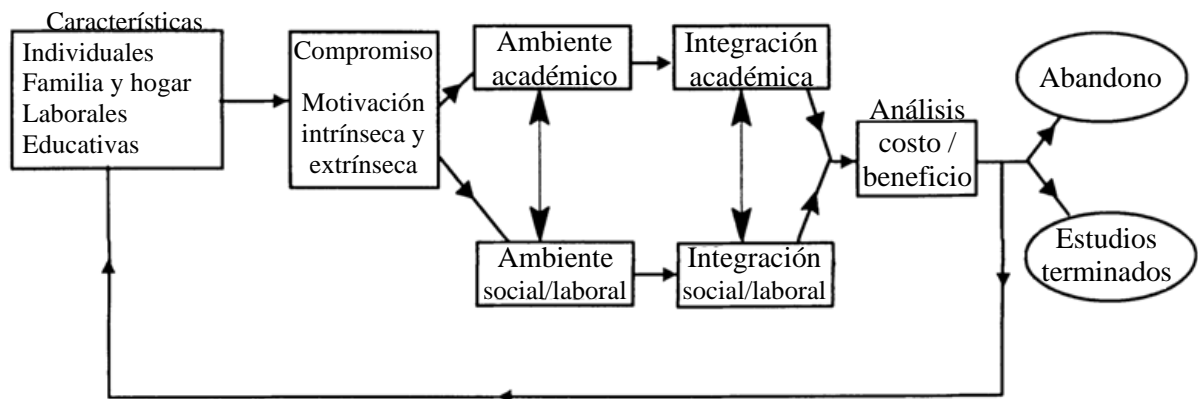 Características
Individuales
Familia y hogar
Laborales
Educativas
Compromiso
Motivación
intrínseca y
extrínseca
Ambiente
académico
Ambiente
social/laboral
Integración
académica
Integración
social/laboral
Análisis
costo /
beneficio
Abandono
Estudios
terminados